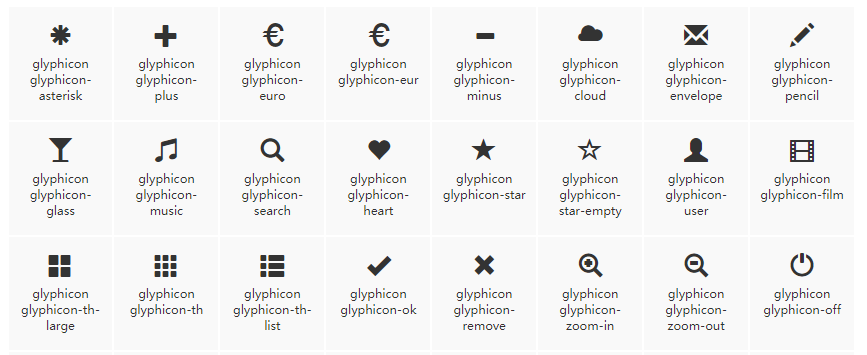 glyphicon
glyphicon-
asterisk
glyphicon
glyphicon-
plus
glyphicon
glyphicon-
euro
glyphicon
glyphicon-eur
glyphicon
glyphicon-
minus
glyphicon
glyphicon-
cloud
glyphicon
glyphicon-
envelope
glyphicon
glyphicon-
pencil
glyphicon
glyphicon-
glass
glyphicon
glyphicon-
music
glyphicon
glyphicon-
search
glyphicon
glyphicon-
heart
glyphicon
glyphicon-star
glyphicon
glyphicon-
star-empty
glyphicon
glyphicon-
user
glyphicon
glyphicon-film
glyphicon
glyphicon-th-
large
glyphicon
glyphicon-th
glyphicon
glyphicon-th-
list
glyphicon
glyphicon-ok
glyphicon
glyphicon-
remove
glyphicon
glyphicon-
zoom-in
glyphicon
glyphicon-
zoom-out
glyphicon
glyphicon-off